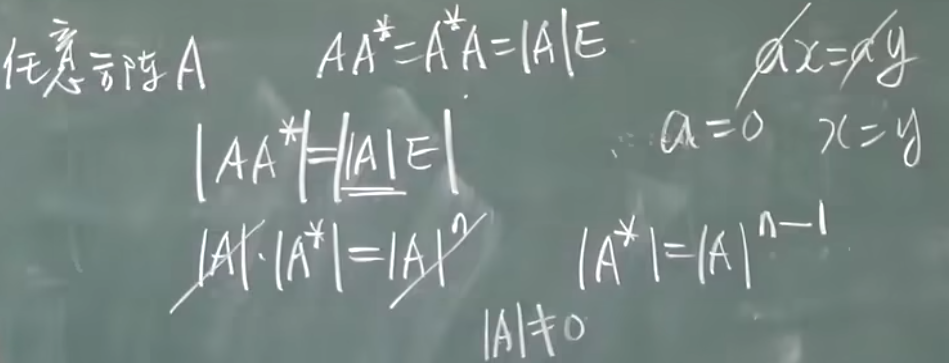 任意方阵A AA*=A*A=|A|E ax=ay
|AA*|=||A|E| a=0 x=y
|A|·|A*|=|A|ⁿ |A*|=|A|ⁿ⁻¹
|A|≠0